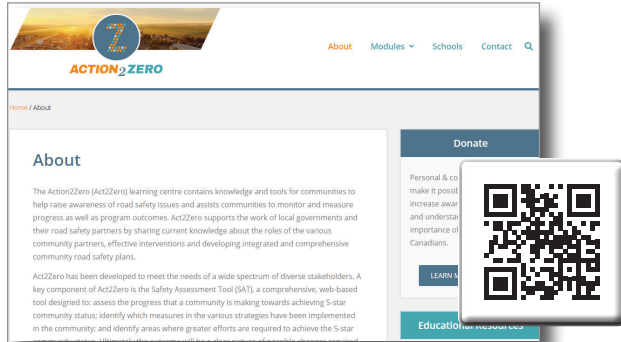 About
Modules
Schools
Contact
ACTION2ZERO
Home / About
About
The Action2Zero (Act2Zero) learning centre contains knowledge and tools for communities to
help raise awareness of road safety issues and assists communities to monitor and measure
progress as well as program outcomes. Act2Zero supports the work of local governments and
their road safety partners by sharing current knowledge about the roles of the various
community partners, effective interventions and developing integrated and comprehensive
community road safety plans.
Act2Zero has been developed to meet the needs of a wide spectrum of diverse stakeholders. A
key component of Act2Zero is the Safety Assessment Tool (SAT), a comprehensive, web-based
tool designed to: assess the progress that a community is making towards achieving 5-star
community status; identify which measures in the various strategies have been implemented
in the community; and identify areas where greater efforts are required to achieve the 5-star
Donate
Personal & co
make it possib
increase awar
and understa
importance of
Canadians.
LEARN M
Educational Resources